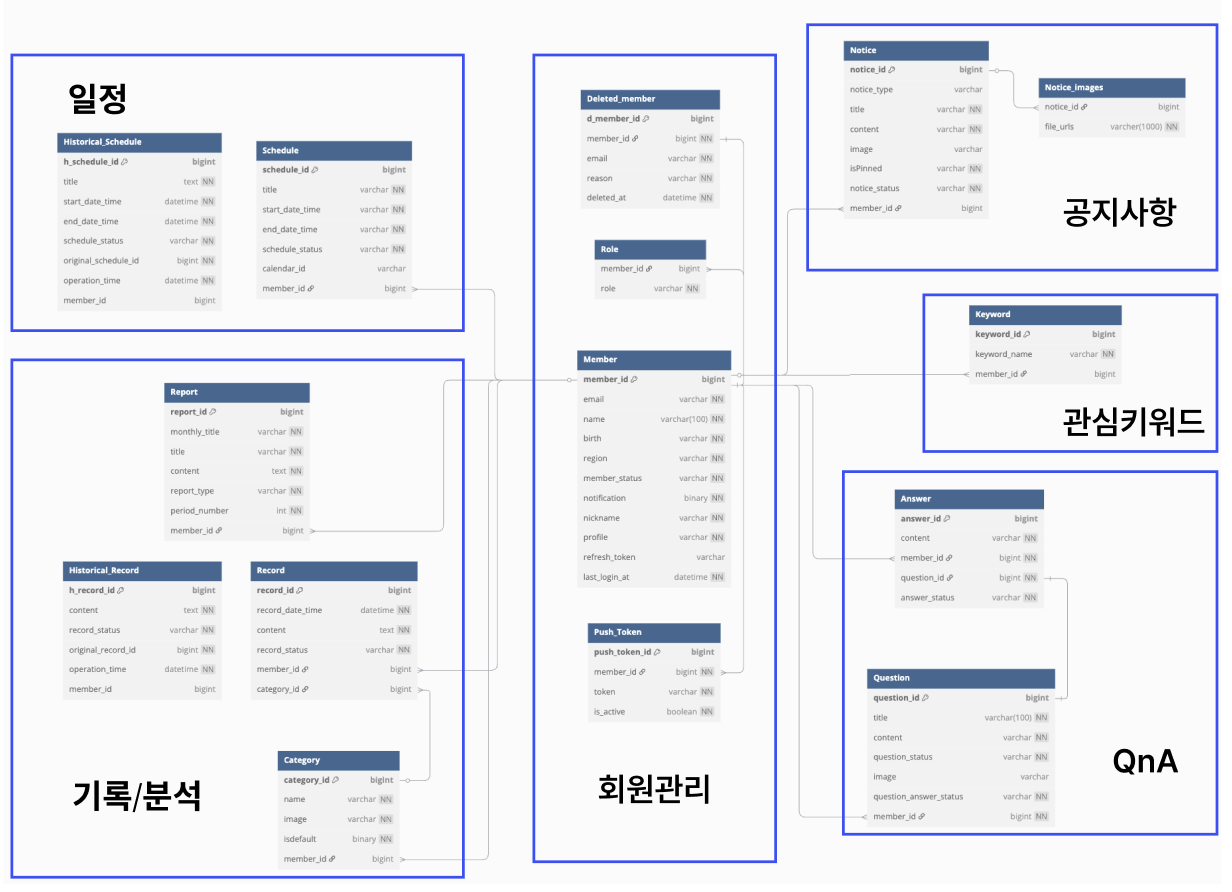 일정
Historical_Schedule
h_schedule_id bigint
title text NN
start_date_time datetime NN
end_date_time datetime NN
schedule_status varchar NN
original_schedule_id bigint NN
operation_time datetime NN
member_id bigint
Schedule
schedule_id bigint
title varchar NN
start_date_time varchar NN
end_date_time varchar NN
schedule_status varchar NN
calendar_id varchar
member_id bigint
Report
report_id bigint
monthly_title varchar NN
title varchar NN
content text NN
report_type varchar NN
period_number int NN
member_id bigint
Historical_Record
h_record_id bigint
content text NN
record_status varchar NN
original_record_id bigint NN
operation_time datetime NN
member_id bigint
Record
record_id bigint
record_date_time datetime NN
content text NN
record_status varchar NN
member_id bigint
category_id bigint
Category
category_id bigint
name varchar NN
image varchar NN
isdefault binary NN
member_id bigint
기록/분석
Deleted_member
d_member_id bigint
member_id bigint NN
email varchar NN
reason varchar NN
deleted_at datetime NN
Role
member_id bigint
role varchar NN
Member
member_id bigint
email varchar NN
name varchar(100) NN
birth varchar NN
region varchar NN
member_status varchar NN
notification binary NN
nickname varchar NN
profile varchar NN
refresh_token varchar
last_login_at datetime NN
Push_Token
push_token_id bigint
member_id bigint NN
token varchar NN
is_active boolean NN
회원관리
Notice
notice_id bigint
notice_type varchar
title varchar NN
content varchar NN
image varchar
isPinned varchar NN
notice_status varchar NN
member_id bigint
Notice_images
notice_id bigint
file_urls varcher(1000) NN
공지사항
Keyword
keyword_id bigint
keyword_name varchar NN
member_id bigint
관심키워드
Answer
answer_id bigint
content varchar NN
member_id bigint NN
question_id bigint NN
answer_status varchar NN
Question
question_id bigint
title varchar(100) NN
content varchar NN
question_status varchar NN
image varchar
question_answer_status varchar NN
member_id bigint NN
QnA